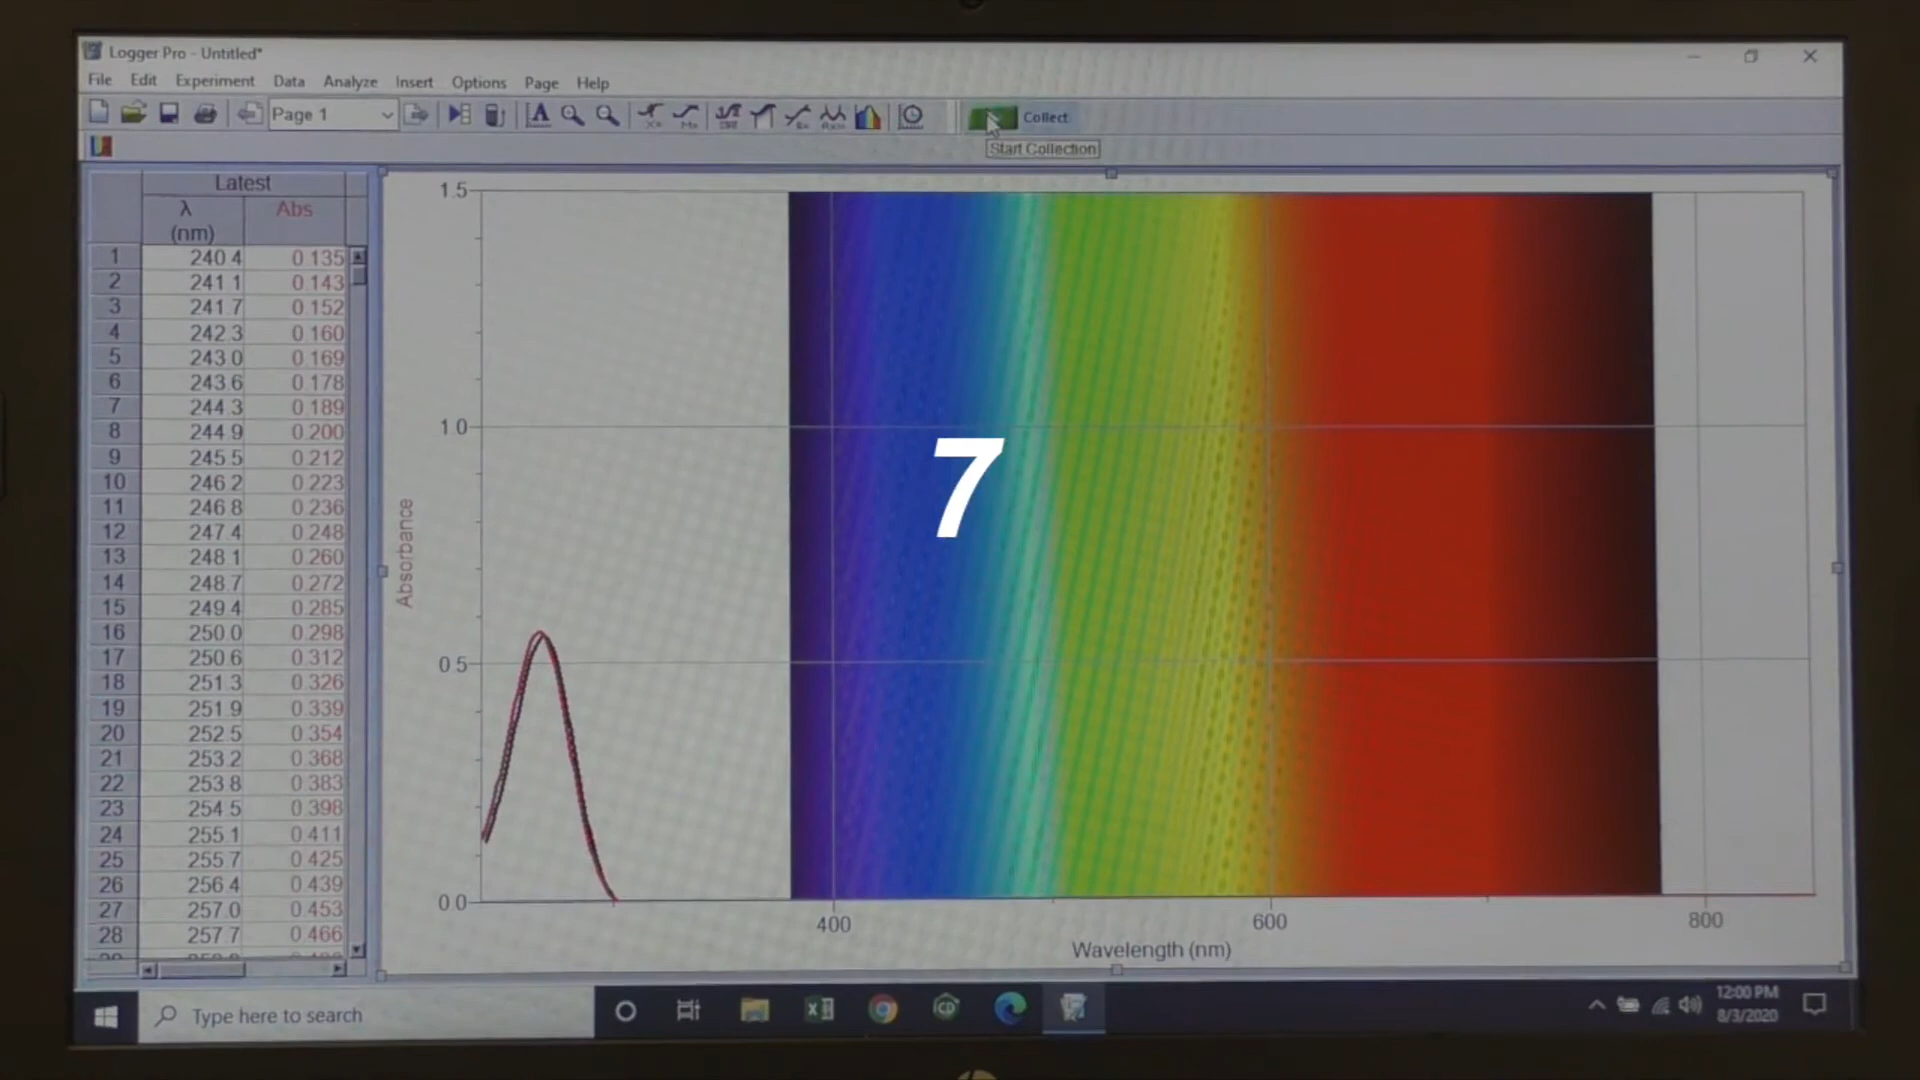 Logger Pro - Untitled*
File Edit Experiment Data Analyze Insert Options Page Help
Page 1
Collect
Start Collection
Latest
λ Abs
(nm)
1 240.4 0.135
2 241.1 0.143
3 241.7 0.152
4 242.3 0.160
5 243.0 0.169
6 243.6 0.178
7 244.3 0.189
8 244.9 0.200
9 245.5 0.212
10 246.2 0.223
11 246.8 0.236
12 247.4 0.248
13 248.1 0.260
14 248.7 0.272
15 249.4 0.285
16 250.0 0.298
17 250.6 0.312
18 251.3 0.326
19 251.9 0.339
20 252.5 0.354
21 253.2 0.368
22 253.8 0.383
23 254.5 0.398
24 255.1 0.411
25 255.7 0.425
26 256.4 0.439
27 257.0 0.453
28 257.7 0.466
1.5
1.0
0.5
0.0
Absorbance
7
400 600 800
Wavelength (nm)
Type here to search
12:00 PM
8/3/2020